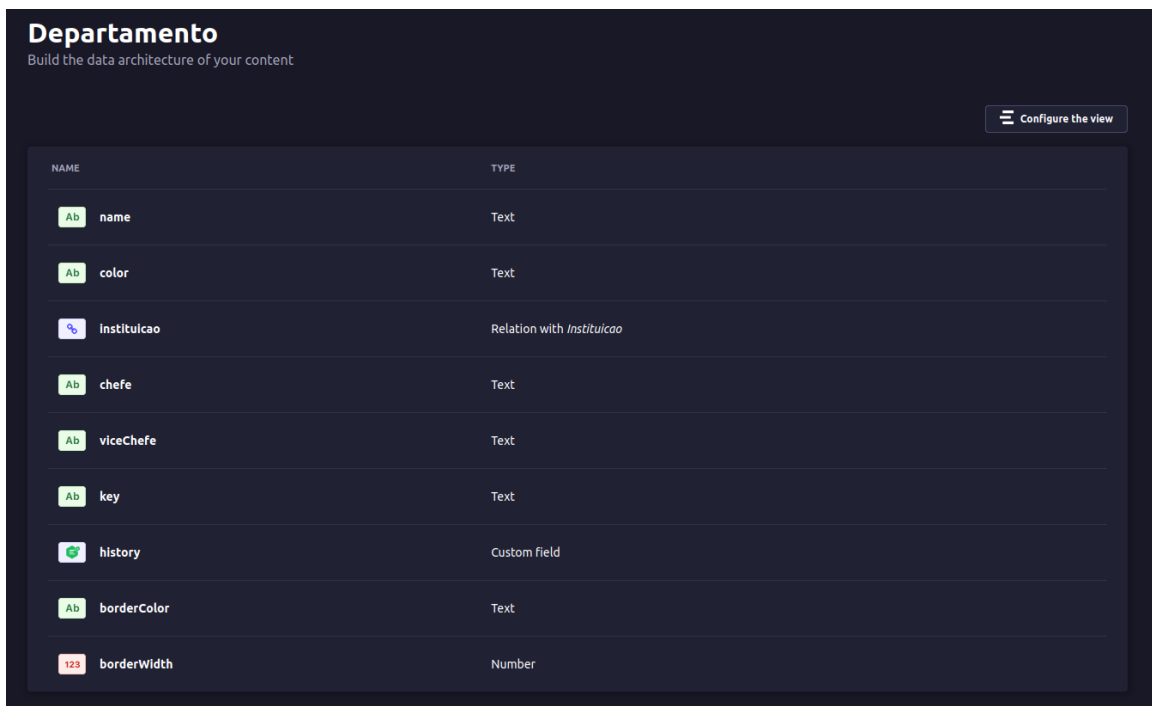 Departamento
Build the data architecture of your content
Configure the view
NAME TYPE
Ab name Text
Ab color Text
instituicao Relation with Instituicao
Ab chefe Text
Ab viceChefe Text
Ab key Text
history Custom field
Ab borderColor Text
123 borderWidth Number